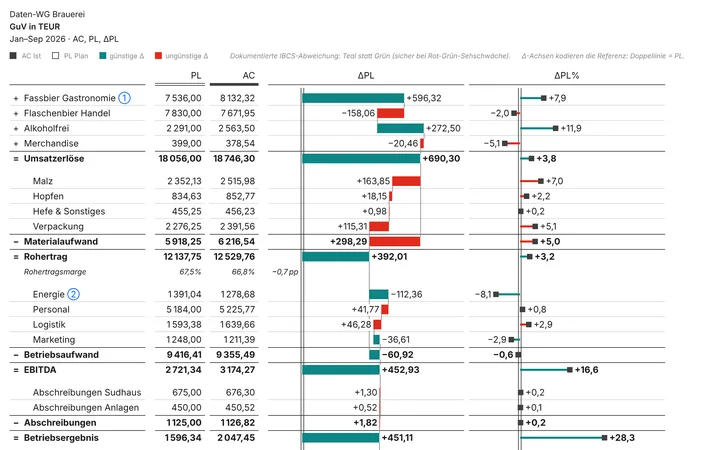 Daten-WG Brauerei
GuV in TEUR
Jan–Sep 2026 · AC, PL, ΔPL
AC Ist PL Plan günstige Δ ungünstige Δ Dokumentierte IBCS-Abweichung: Teal statt Grün (sicher bei Rot-Grün-Sehschwäche). Δ-Achsen kodieren die Referenz: Doppellinie = PL.
PL AC ΔPL ΔPL%
+ Fassbier Gastronomie 1 7 536,00 8 132,32 +596,32 +7,9
+ Flaschenbier Handel 7 830,00 7 671,95 −158,06 −2,0
+ Alkoholfrei 2 291,00 2 563,50 +272,50 +11,9
+ Merchandise 399,00 378,54 −20,46 −5,1
= Umsatzerlöse 18 056,00 18 746,30 +690,30 +3,8
Malz 2 352,13 2 515,98 +163,85 +7,0
Hopfen 834,63 852,77 +18,15 +2,2
Hefe & Sonstiges 455,25 456,23 +0,98 +0,2
Verpackung 2 276,25 2 391,56 +115,31 +5,1
− Materialaufwand 5 918,25 6 216,54 +298,29 +5,0
= Rohertrag 12 137,75 12 529,76 +392,01 +3,2
Rohertragsmarge 67,5% 66,8% −0,7 pp
Energie 2 1 391,04 1 278,68 −112,36 −8,1
Personal 5 184,00 5 225,77 +41,77 +0,8
Logistik 1 593,38 1 639,66 +46,28 +2,9
Marketing 1 248,00 1 211,39 −36,61 −2,9
− Betriebsaufwand 9 416,41 9 355,49 −60,92 −0,6
= EBITDA 2 721,34 3 174,27 +452,93 +16,6
Abschreibungen Sudhaus 675,00 676,30 +1,30 +0,2
Abschreibungen Anlagen 450,00 450,52 +0,52 +0,1
− Abschreibungen 1 125,00 1 126,82 +1,82 +0,2
= Betriebsergebnis 1 596,34 2 047,45 +451,11 +28,3